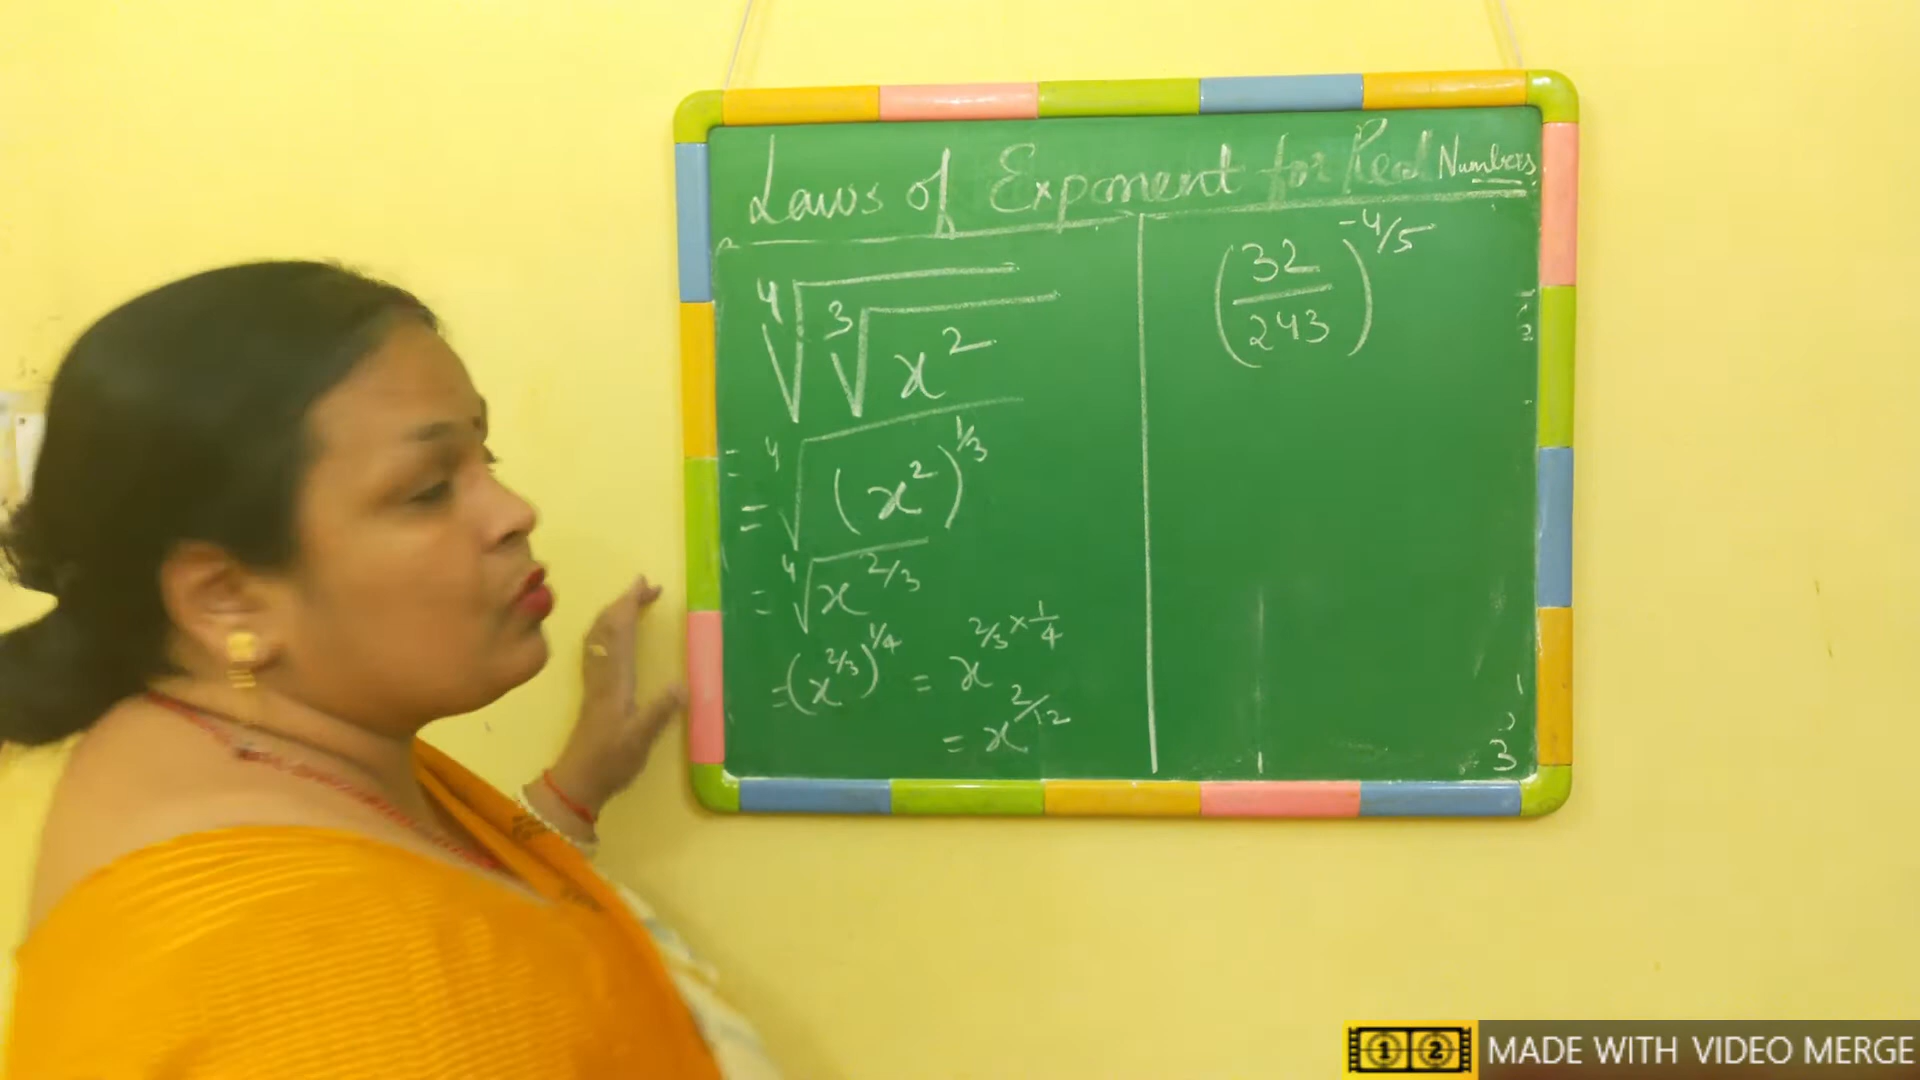 Laws of Exponent for Real Numbers
⁴√(³√(x²))
= ⁴√((x²)^(1/3))
= ⁴√(x^(2/3))
= (x^(2/3))^(1/4) = x^(2/3 × 1/4)
= x^(2/12)
(32/243)^(-4/5)
3
MADE WITH VIDEO MERGE